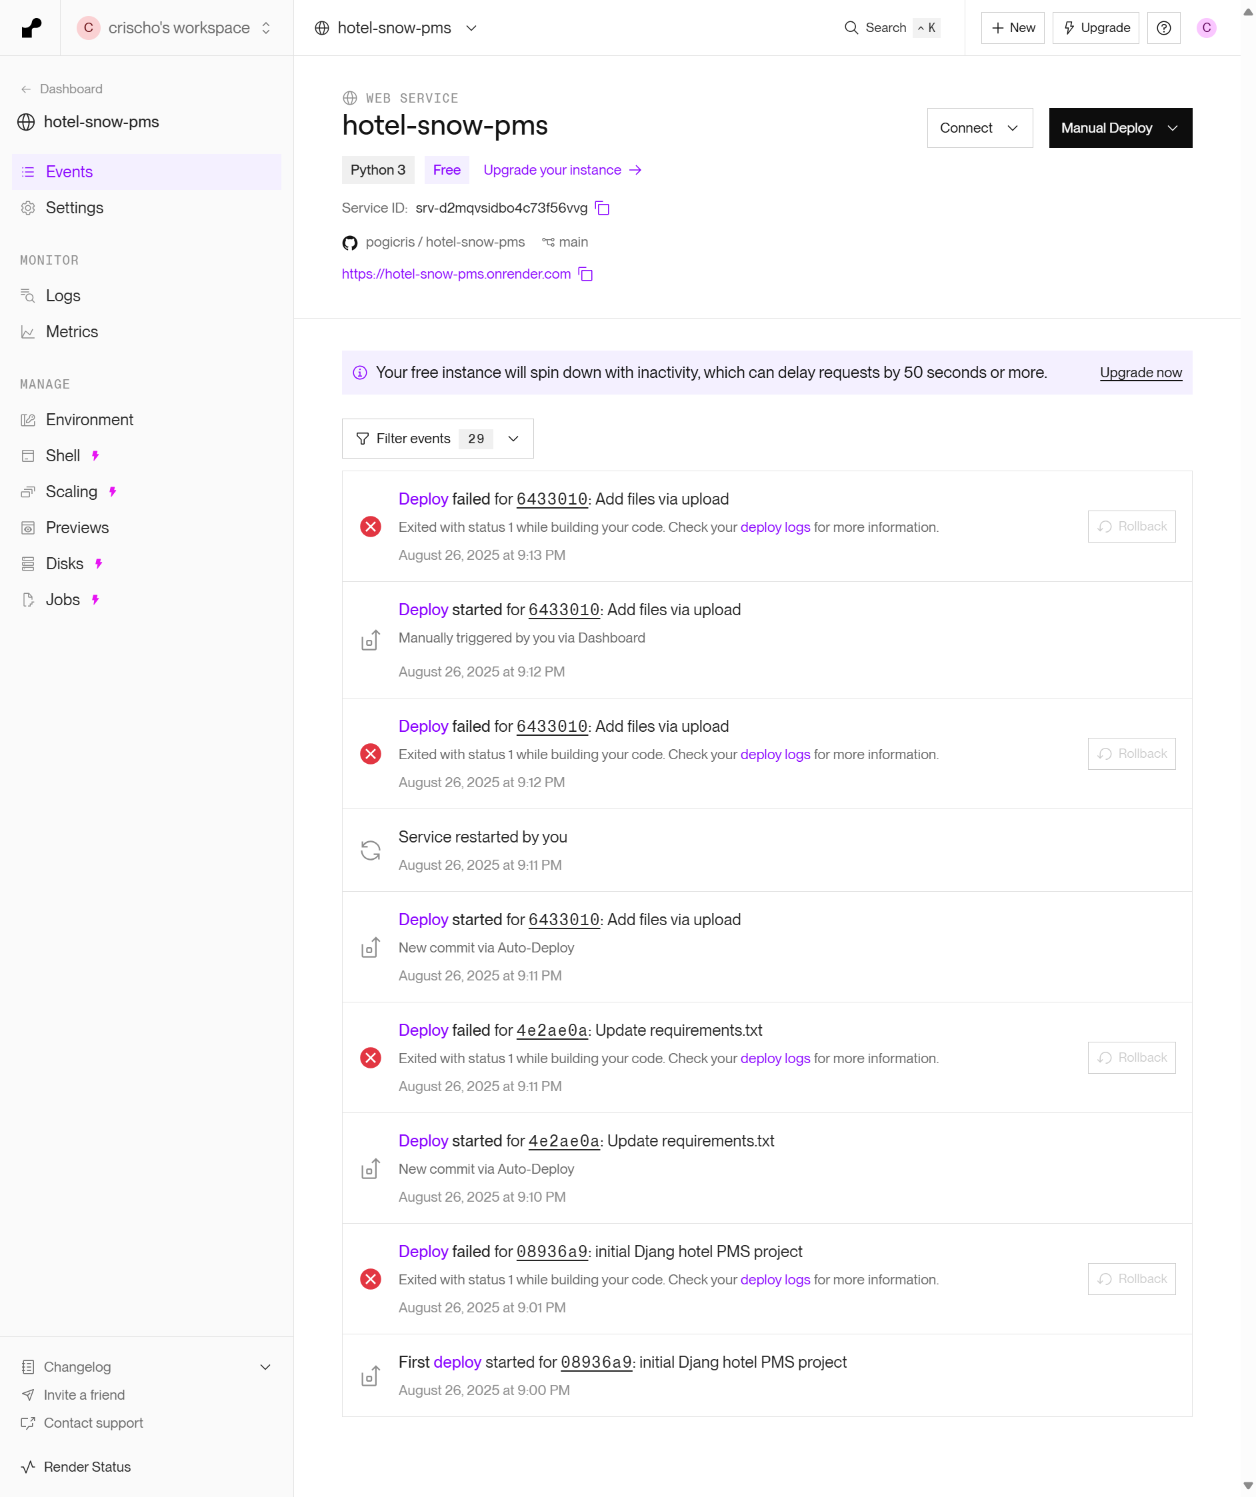 C crischo's workspace
hotel-snow-pms
Search ^ K
+ New
Upgrade
C
← Dashboard
hotel-snow-pms
Events
Settings
MONITOR
Logs
Metrics
MANAGE
Environment
Shell
Scaling
Previews
Disks
Jobs
Changelog
Invite a friend
Contact support
Render Status
WEB SERVICE
hotel-snow-pms
Connect
Manual Deploy
Python 3 Free Upgrade your instance →
Service ID: srv-d2mqvsidbo4c73f56vvg
pogicris / hotel-snow-pms main
https://hotel-snow-pms.onrender.com
Your free instance will spin down with inactivity, which can delay requests by 50 seconds or more. Upgrade now
Filter events 29
Deploy failed for 6433010: Add files via upload
Exited with status 1 while building your code. Check your deploy logs for more information.
August 26, 2025 at 9:13 PM
Rollback
Deploy started for 6433010: Add files via upload
Manually triggered by you via Dashboard
August 26, 2025 at 9:12 PM
Deploy failed for 6433010: Add files via upload
Exited with status 1 while building your code. Check your deploy logs for more information.
August 26, 2025 at 9:12 PM
Rollback
Service restarted by you
August 26, 2025 at 9:11 PM
Deploy started for 6433010: Add files via upload
New commit via Auto-Deploy
August 26, 2025 at 9:11 PM
Deploy failed for 4e2ae0a: Update requirements.txt
Exited with status 1 while building your code. Check your deploy logs for more information.
August 26, 2025 at 9:11 PM
Rollback
Deploy started for 4e2ae0a: Update requirements.txt
New commit via Auto-Deploy
August 26, 2025 at 9:10 PM
Deploy failed for 08936a9: initial Djang hotel PMS project
Exited with status 1 while building your code. Check your deploy logs for more information.
August 26, 2025 at 9:01 PM
Rollback
First deploy started for 08936a9: initial Djang hotel PMS project
August 26, 2025 at 9:00 PM